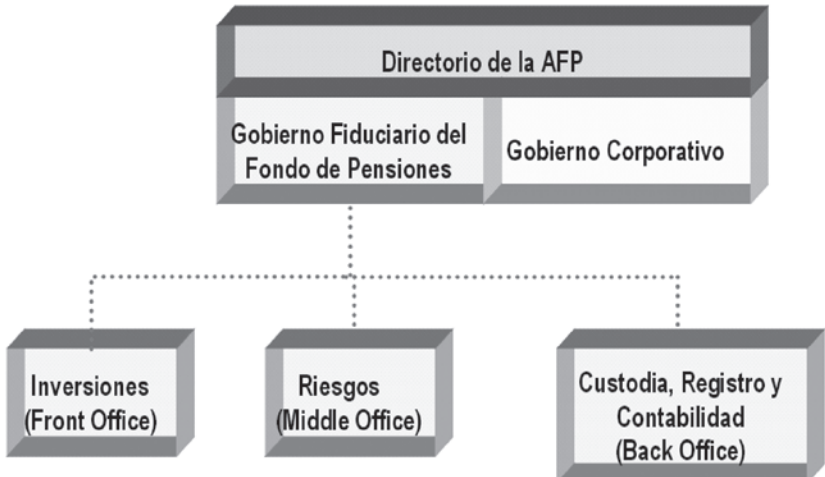 Directorio de la AFP
Gobierno Fiduciario del
Fondo de Pensiones
Gobierno Corporativo
Inversiones
(Front Office)
Riesgos
(Middle Office)
Custodia, Registro y
Contabilidad
(Back Office)